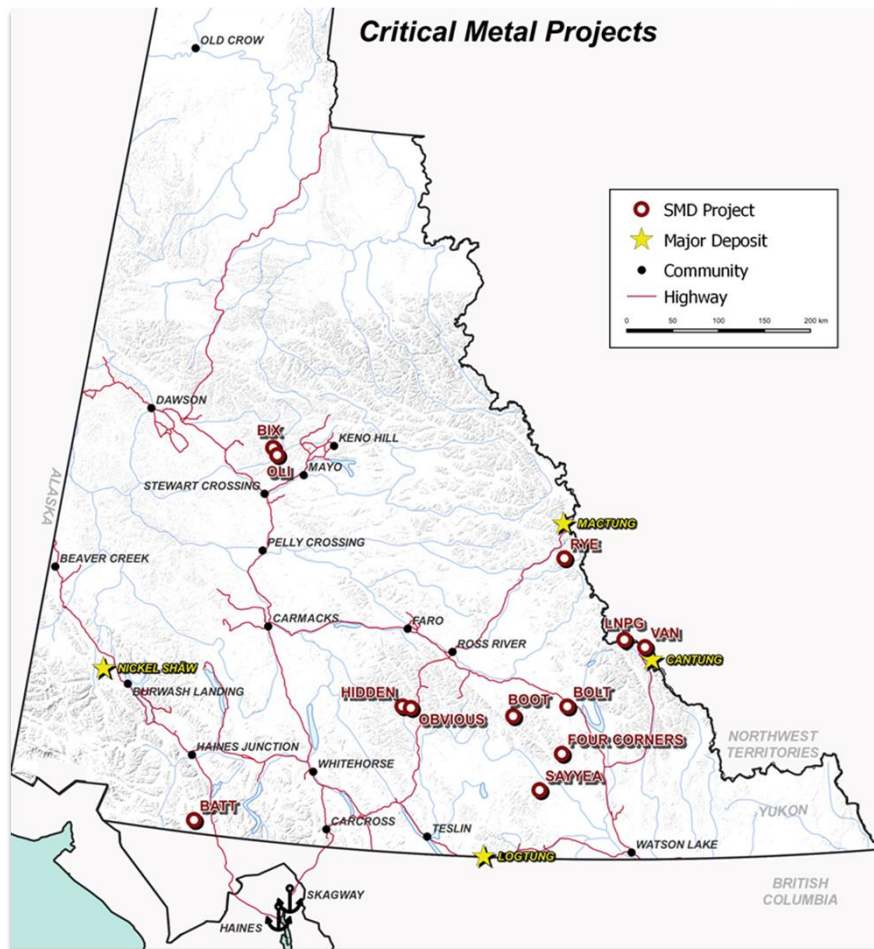 Critical Metal Projects
OLD CROW
SMD Project
Major Deposit
Community
Highway
0 50 100 150 200 km
DAWSON
BIX
KENO HILL
OLI
MAYO
STEWART CROSSING
ALASKA
MACTUNG
PELLY CROSSING
RYE
BEAVER CREEK
CARMACKS
FARO
LNPG
VAN
ROSS RIVER
CANTUNG
NICKEL SHAW
BURWASH LANDING
HIDDEN
OBVIOUS
BOOT
BOLT
NORTHWEST
TERRITORIES
HAINES JUNCTION
FOUR CORNERS
WHITEHORSE
SAYYEA
BATT
YUKON
CARCROSS
TESLIN
WATSON LAKE
LOGTUNG
BRITISH
COLUMBIA
SKAGWAY
HAINES